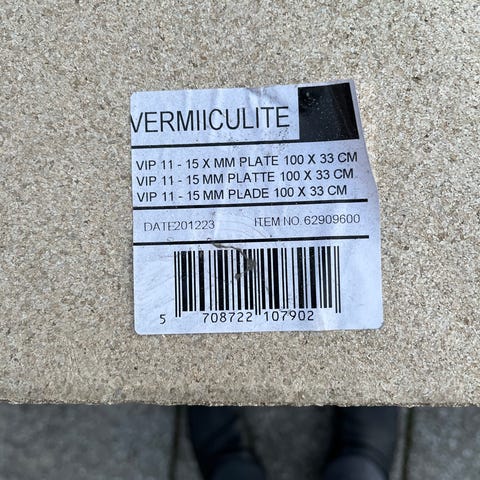 VERMIICULITE
VIP 11 - 15 X MM PLATE 100 X 33 CM
VIP 11 - 15 MM PLATTE 100 X 33 CM
VIP 11 - 15 MM PLADE 100 X 33 CM
DATE201223 ITEM NO. 62909600
5 708722 107902